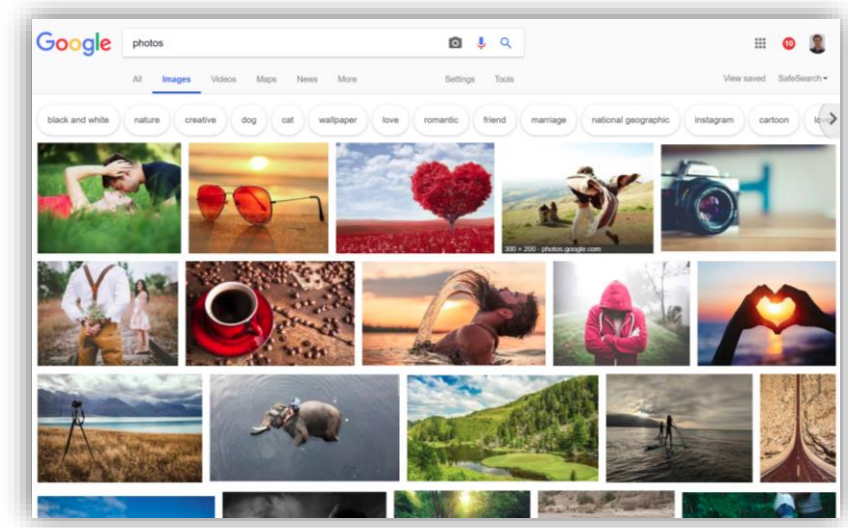 Google photos 10
All Images Videos Maps News More Settings Tools View saved SafeSearch
black and white nature creative dog cat wallpaper love romantic friend marriage national geographic instagram cartoon
300 × 200 - photos.google.com